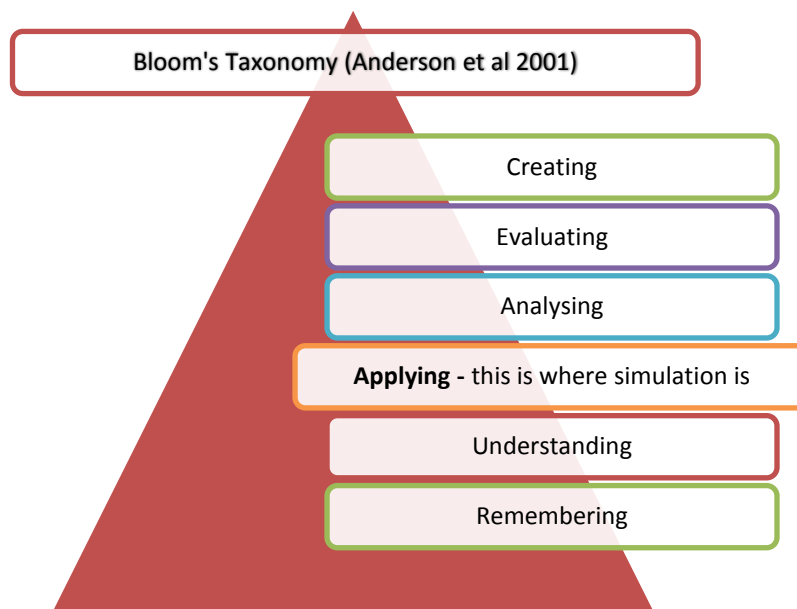 Bloom's Taxonomy (Anderson et al 2001)
Creating
Evaluating
Analysing
Applying - this is where simulation is
Understanding
Remembering